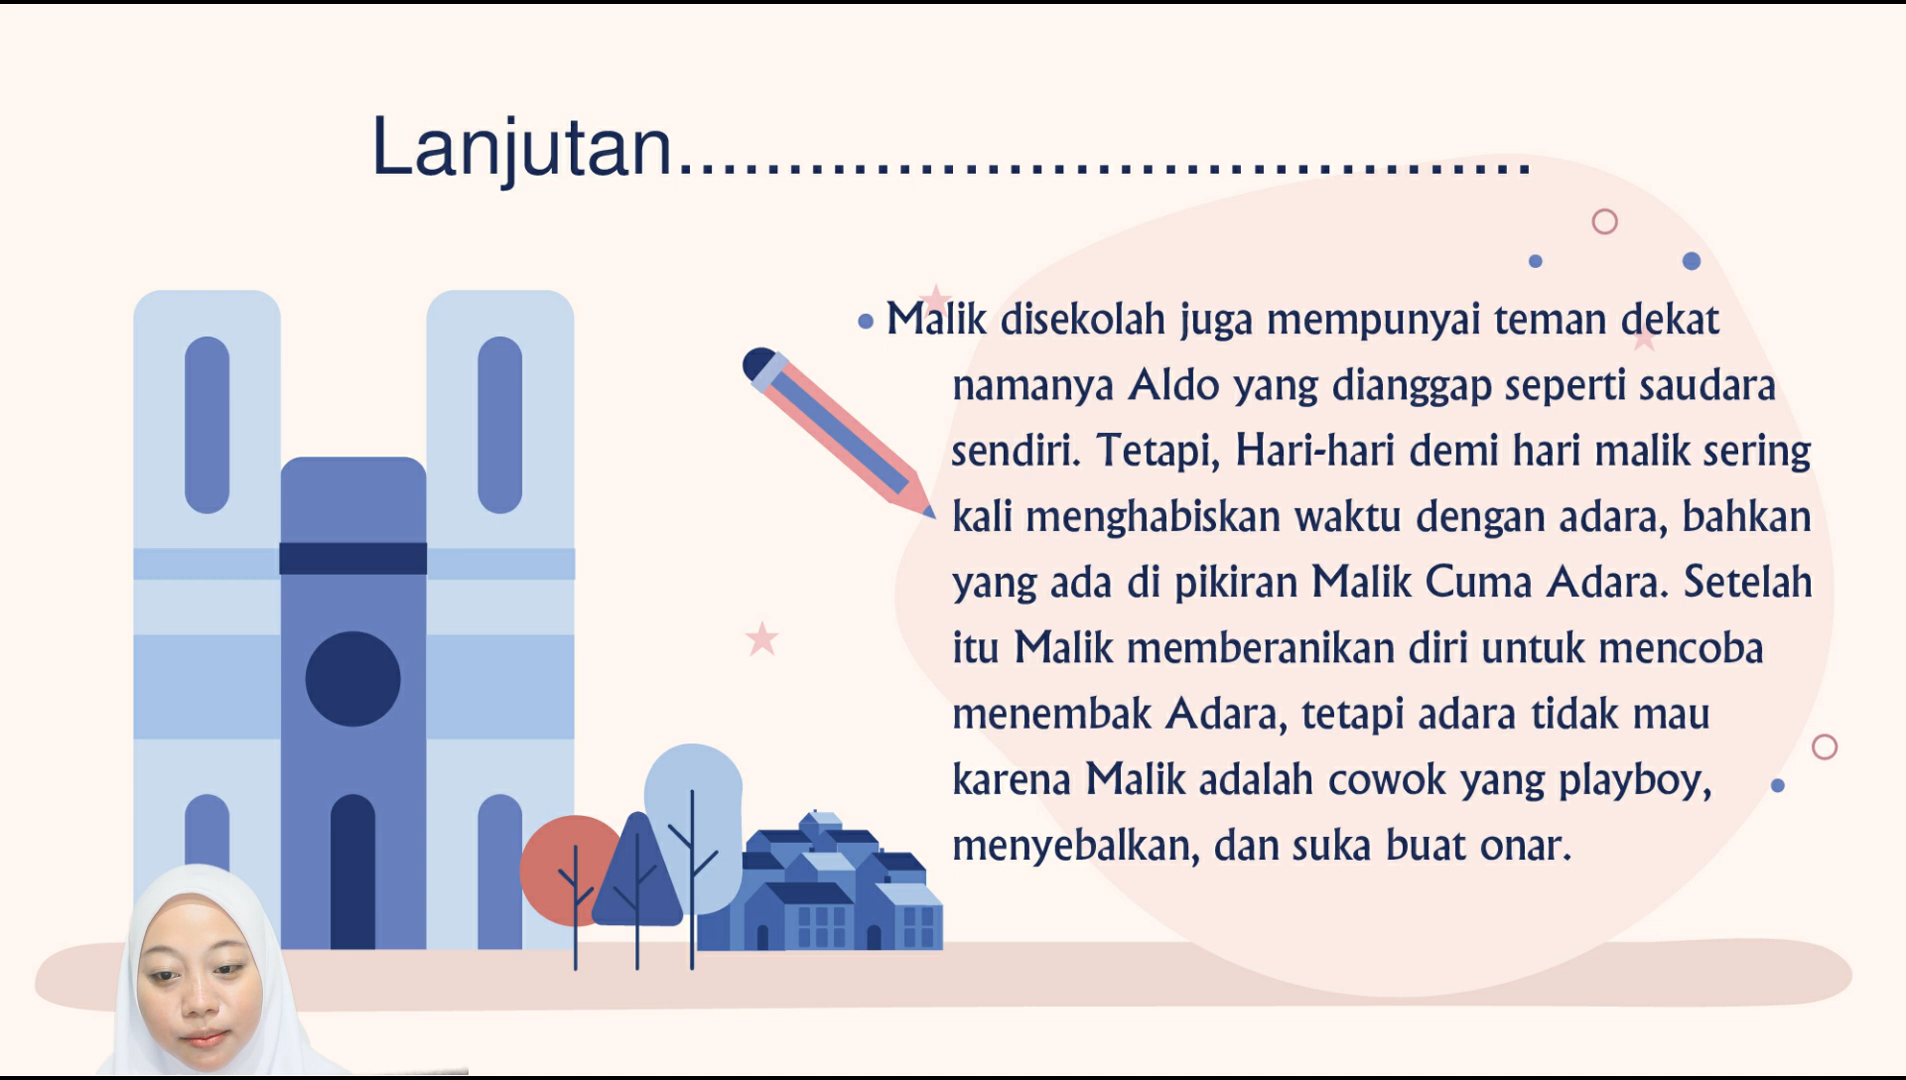 Lanjutan.......................................
• Malik disekolah juga mempunyai teman dekat
namanya Aldo yang dianggap seperti saudara
sendiri. Tetapi, Hari-hari demi hari malik sering
kali menghabiskan waktu dengan adara, bahkan
yang ada di pikiran Malik Cuma Adara. Setelah
itu Malik memberanikan diri untuk mencoba
menembak Adara, tetapi adara tidak mau
karena Malik adalah cowok yang playboy,
menyebalkan, dan suka buat onar.